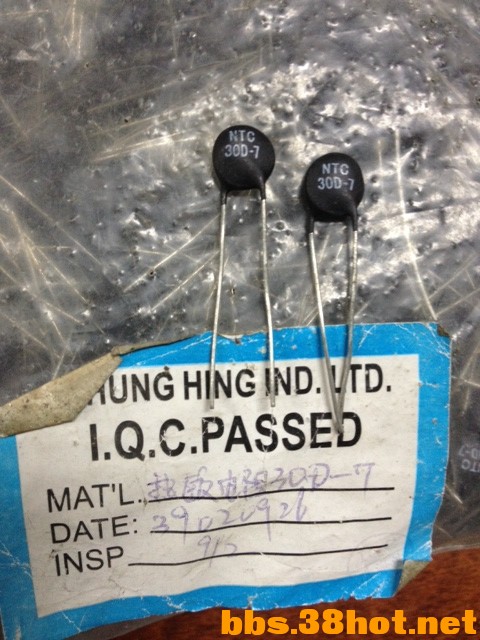 NTC
30D-7
NTC
30D-7
HUNG HING IND. LTD.
I.Q.C.PASSED
MAT'L. 热敏电阻30D-7
DATE:
INSP
bbs.38hot.net